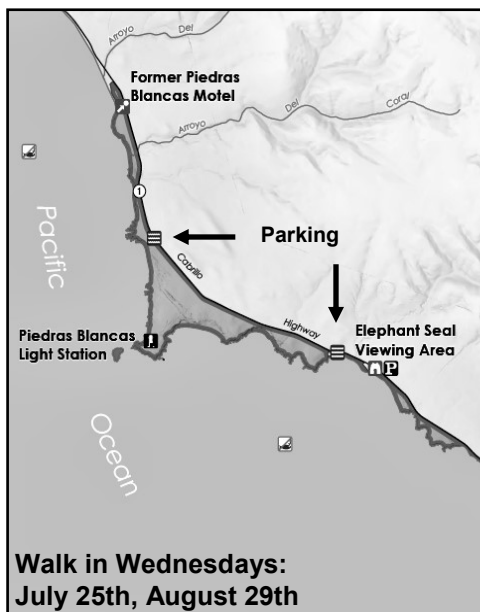 Arroyo Del
Former Piedras
Blancas Motel
Arroyo Del Coral
1
Pacific
Parking
Cabrillo
Highway
Piedras Blancas
Light Station
Elephant Seal
Viewing Area
P
Ocean
Walk in Wednesdays:
July 25th, August 29th